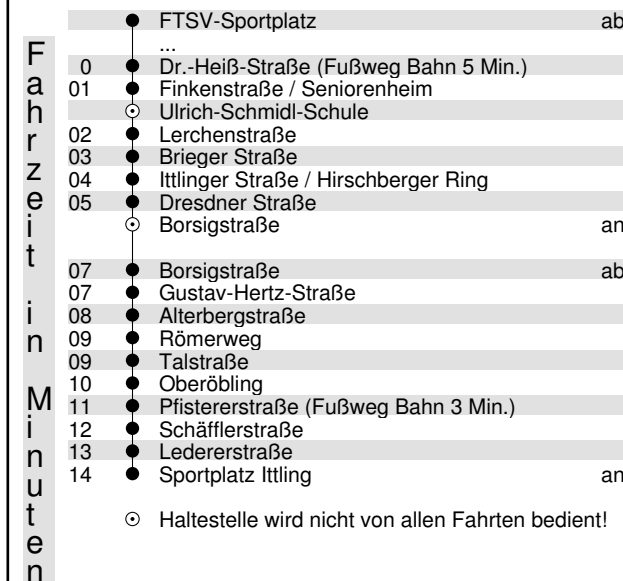 Fahrzeit in Minuten
FTSV-Sportplatz ab
...
0 Dr.-Heiß-Straße (Fußweg Bahn 5 Min.)
01 Finkenstraße / Seniorenheim
Ulrich-Schmidl-Schule
02 Lerchenstraße
03 Brieger Straße
04 Ittlinger Straße / Hirschberger Ring
05 Dresdner Straße
Borsigstraße an
07 Borsigstraße ab
07 Gustav-Hertz-Straße
08 Alterbergstraße
09 Römerweg
09 Talstraße
10 Oberöbling
11 Pfistererstraße (Fußweg Bahn 3 Min.)
12 Schäfflerstraße
13 Ledererstraße
14 Sportplatz Ittling an
☉ Haltestelle wird nicht von allen Fahrten bedient!